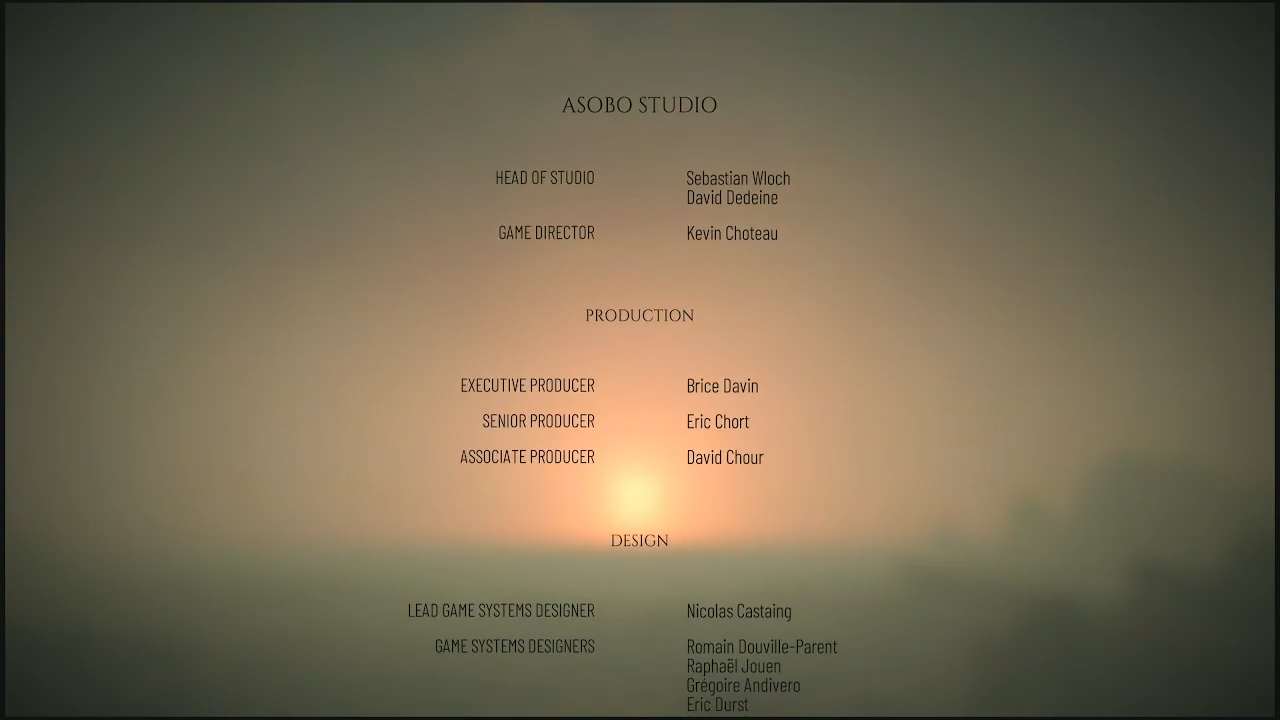 ASOBO STUDIO
HEAD OF STUDIO Sebastian Wloch
David Dedeine
GAME DIRECTOR Kevin Choteau
PRODUCTION
EXECUTIVE PRODUCER Brice Davin
SENIOR PRODUCER Eric Chort
ASSOCIATE PRODUCER David Chour
DESIGN
LEAD GAME SYSTEMS DESIGNER Nicolas Castaing
GAME SYSTEMS DESIGNERS Romain Douville-Parent
Raphaël Jouen
Grégoire Andivero
Eric Durst